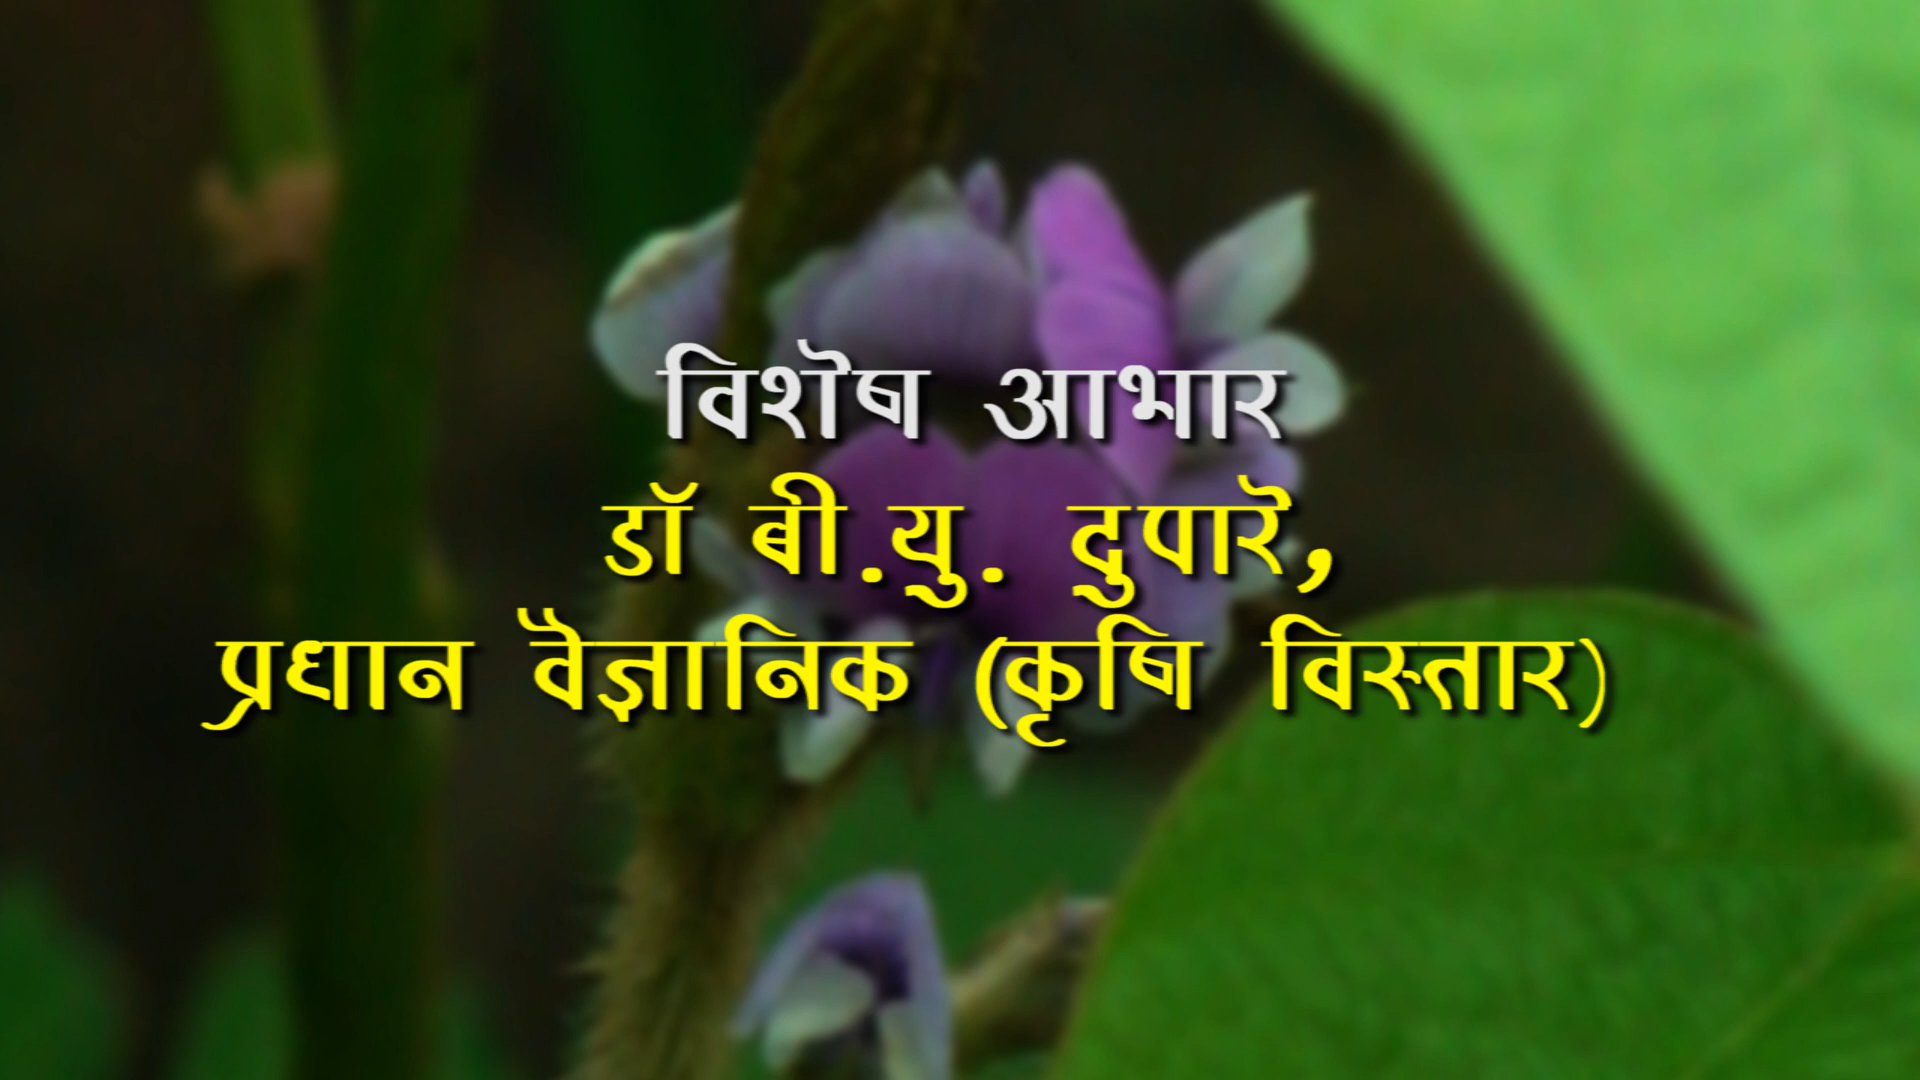 विशेष आभार
डॉ बी.यु. दुपारे,
प्रधान वैज्ञानिक (कृषि विस्तार)